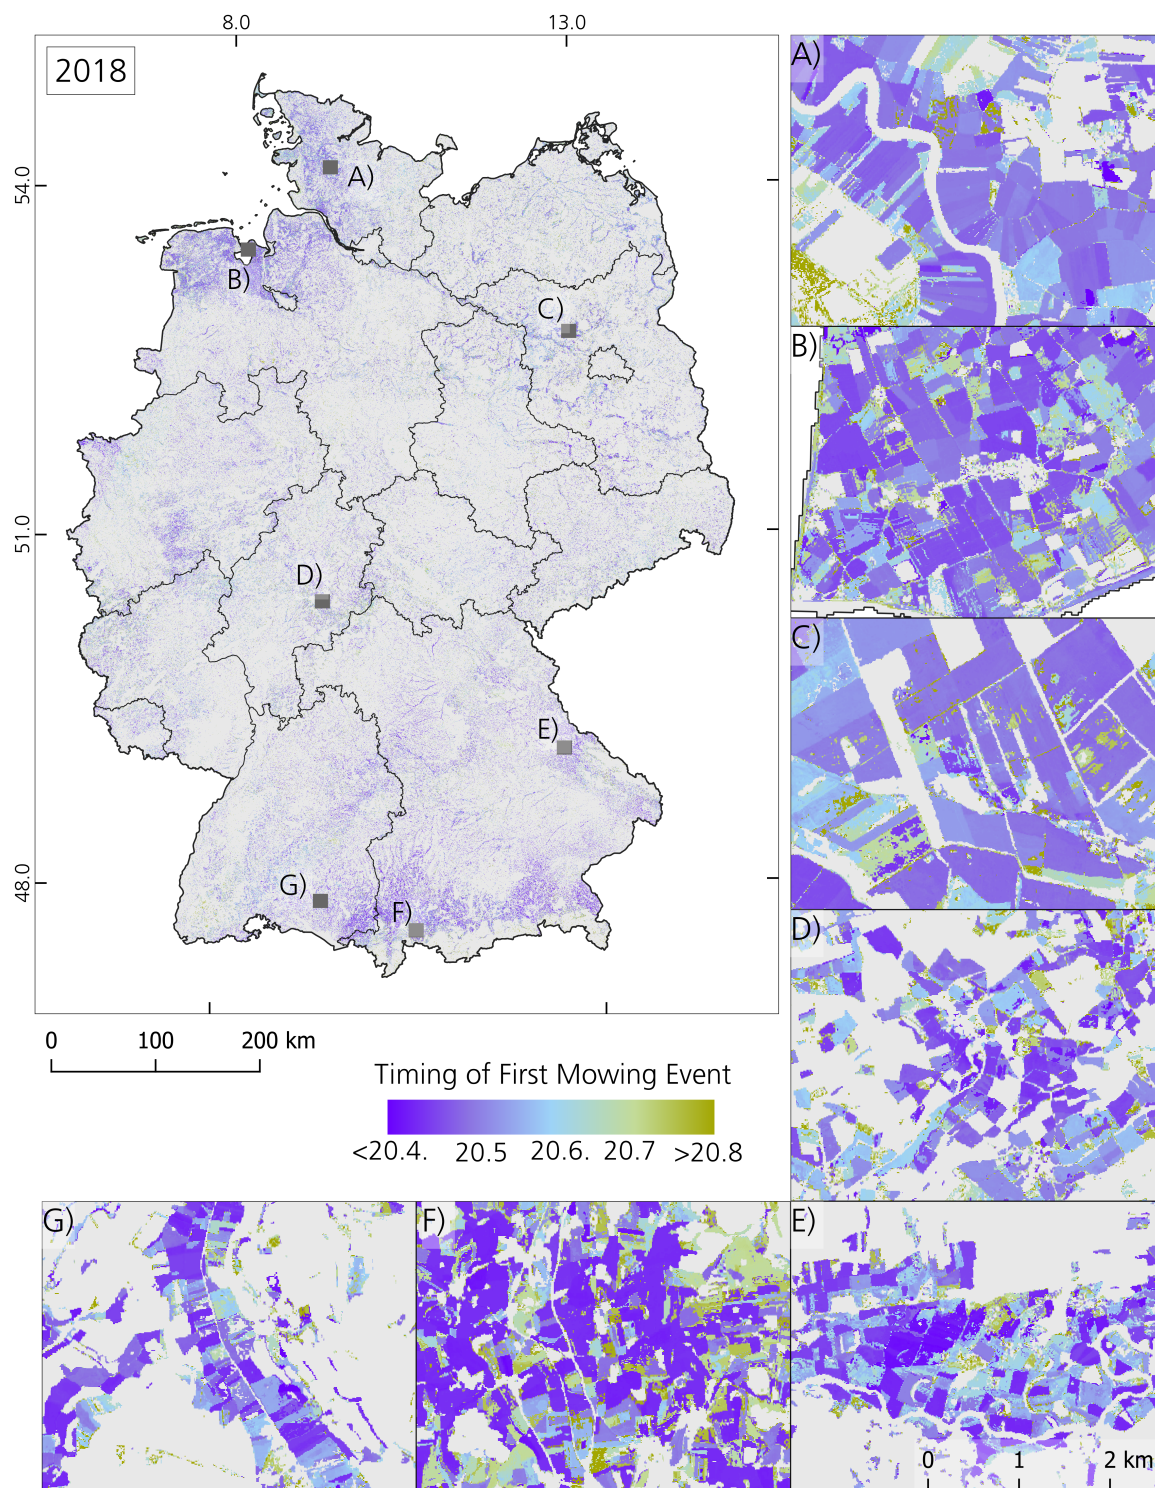 8.0 13.0
2018
54.0
51.0
48.0
A)
B)
C)
D)
E)
F)
G)
A)
B)
C)
D)
0 100 200 km
Timing of First Mowing Event
<20.4. 20.5 20.6. 20.7 >20.8
G)
F)
E)
0 1 2 km